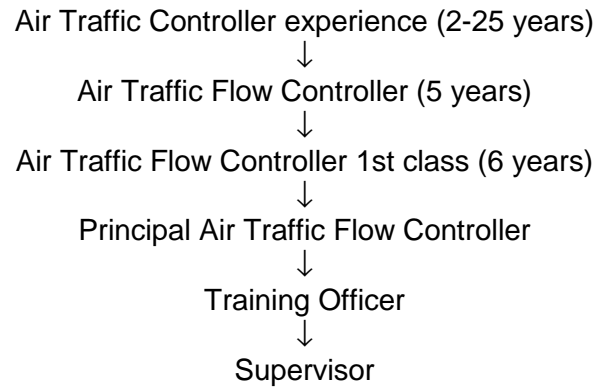 Air Traffic Controller experience (2-25 years)
↓
Air Traffic Flow Controller (5 years)
↓
Air Traffic Flow Controller 1st class (6 years)
↓
Principal Air Traffic Flow Controller
↓
Training Officer
↓
Supervisor